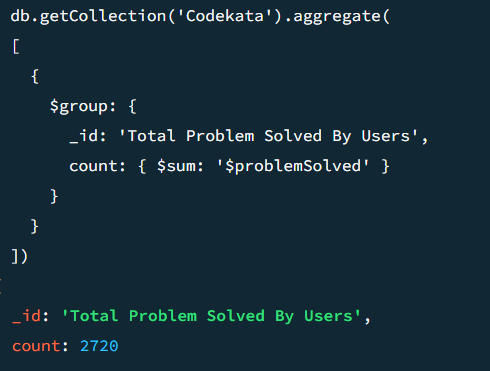 db.getCollection('Codekata').aggregate(
[
  {
    $group: {
      _id: 'Total Problem Solved By Users',
      count: { $sum: '$problemSolved' }
    }
  }
])
_id: 'Total Problem Solved By Users',
count: 2720